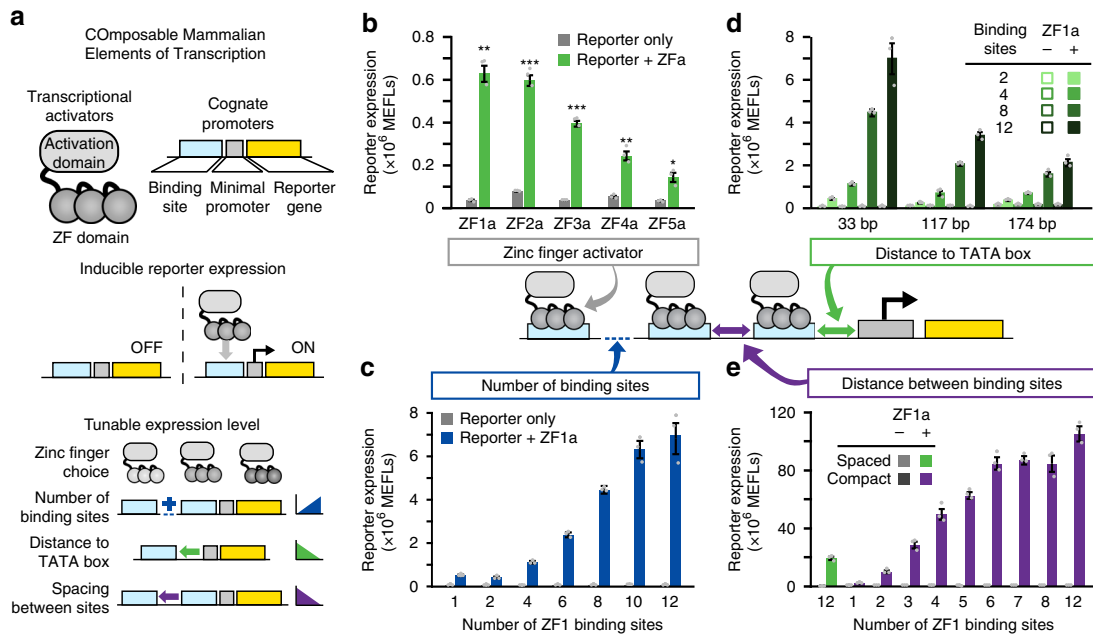 a
COmposable Mammalian
Elements of Transcription
Transcriptional
activators
Activation
domain
ZF domain
Cognate
promoters
Binding
site
Minimal
promoter
Reporter
gene
Inducible reporter expression
OFF
ON
Tunable expression level
Zinc finger
choice
Number of
binding sites
Distance to
TATA box
Spacing
between sites
b
Reporter expression
(×10⁶ MEFLs)
0.8
0.6
0.4
0.2
0
Reporter only
Reporter + ZFa
**
***
***
**
*
ZF1a
ZF2a
ZF3a
ZF4a
ZF5a
Zinc finger activator
d
Reporter expression
(×10⁶ MEFLs)
8
6
4
2
0
Binding
sites
ZF1a
– +
2
4
8
12
33 bp
117 bp
174 bp
Distance to TATA box
c
Number of binding sites
Reporter expression
(×10⁶ MEFLs)
8
7
6
5
4
3
2
1
0
Reporter only
Reporter + ZF1a
1
2
4
6
8
10
12
Number of ZF1 binding sites
e
Distance between binding sites
Reporter expression
(×10⁶ MEFLs)
120
80
60
40
20
0
ZF1a
– +
Spaced
Compact
12
1
2
3
4
5
6
7
8
12
Number of ZF1 binding sites